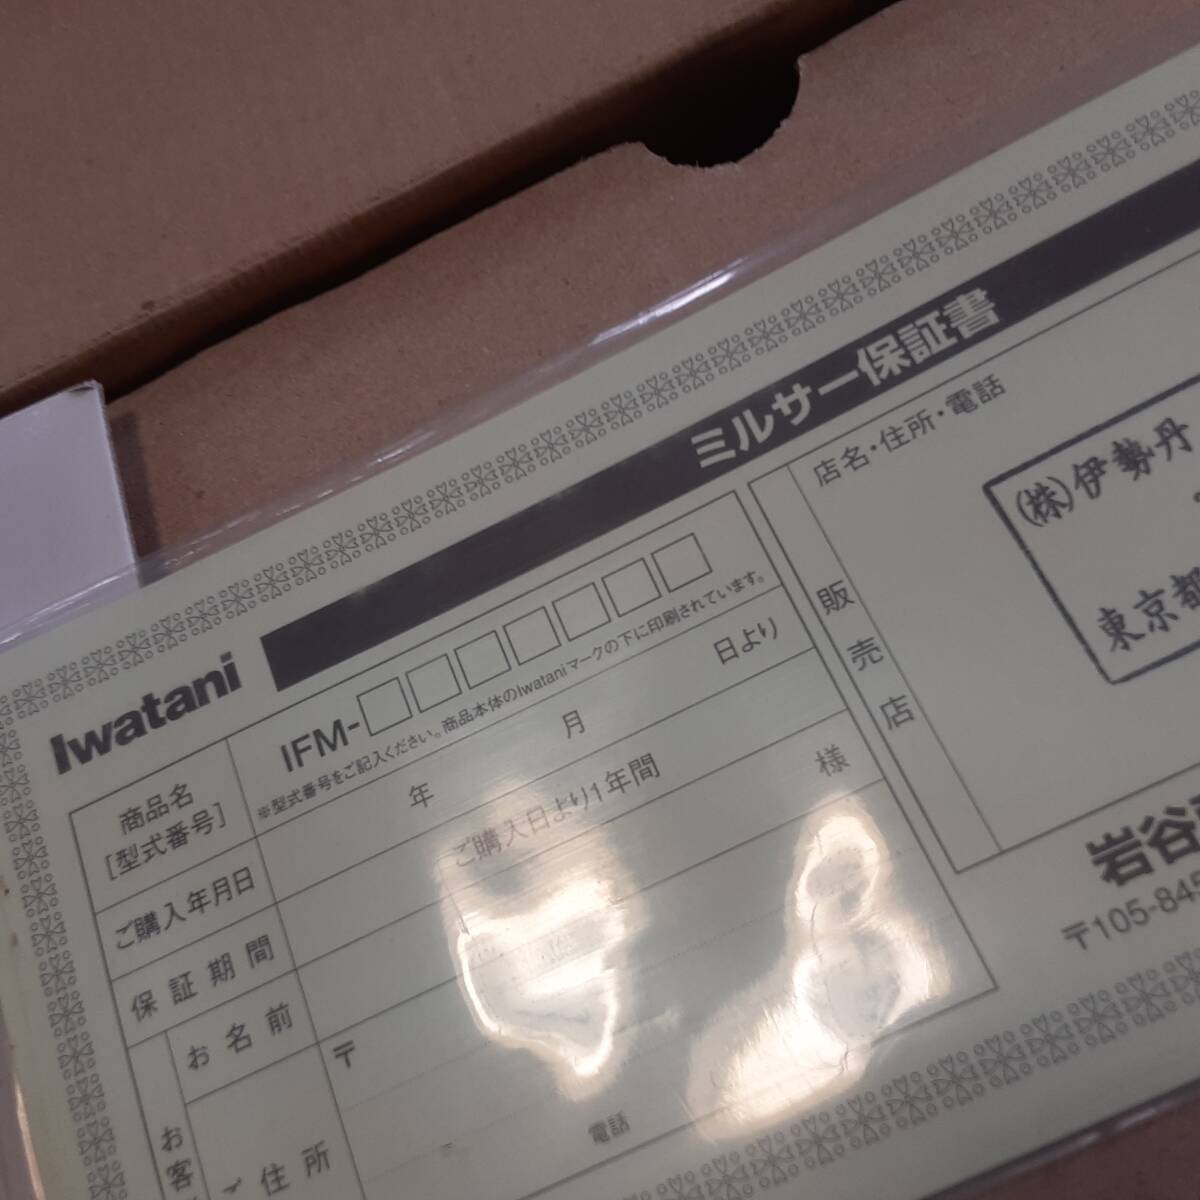 ミルサー保証書
Iwatani
商品名
[型式番号]
IFM-□□□□□□□
※型式番号をご記入ください。商品本体のIwataniマークの下に印刷されています。
ご購入年月日
年 月 日より
保証期間
ご購入日より1年間
お客
お名前
様
ご住所
〒
電話
販売店
店名・住所・電話
(株)伊勢丹
東京都
岩谷
〒105-845